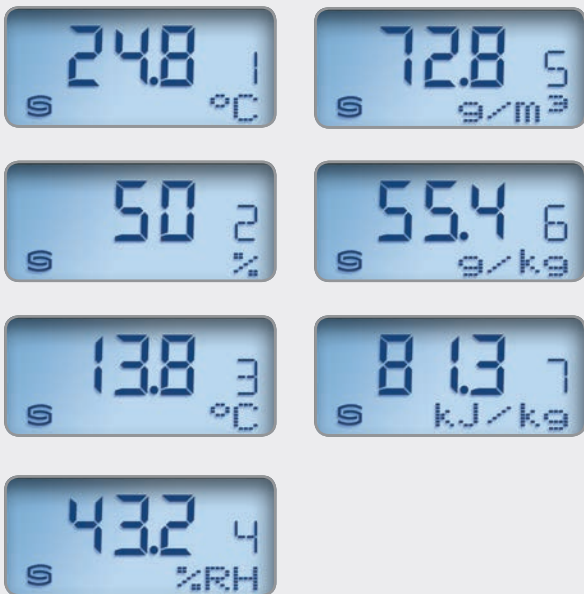 24.8 1
°C
50 2
%
13.8 3
°C
43.2 4
%RH
72.8 5
g/m³
55.4 6
g/kg
81.3 7
kJ/kg